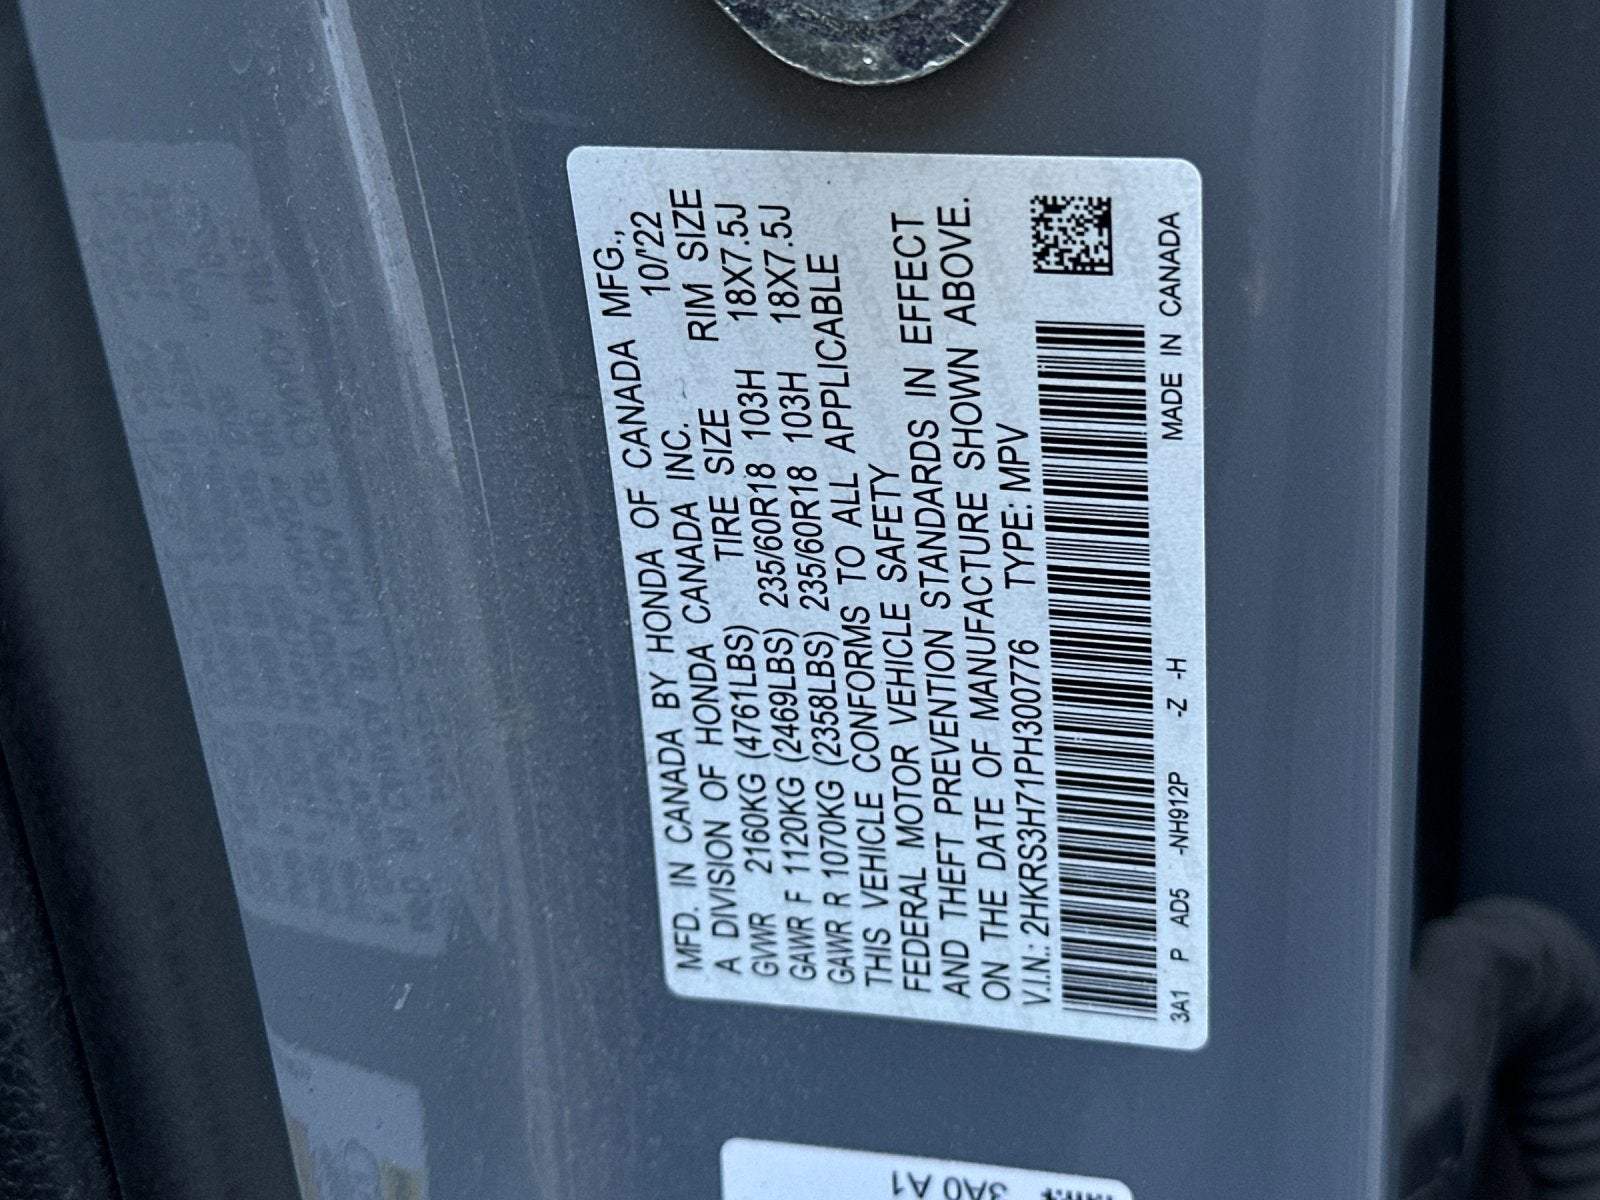 MFD. IN CANADA BY HONDA OF CANADA MFG.,
A DIVISION OF HONDA CANADA INC. 10/'22
TIRE SIZE RIM SIZE
GVWR 2160KG (4761LBS)
GAWR F 1120KG (2469LBS) 235/60R18 103H 18X7.5J
GAWR R 1070KG (2358LBS) 235/60R18 103H 18X7.5J
THIS VEHICLE CONFORMS TO ALL APPLICABLE
FEDERAL MOTOR VEHICLE SAFETY
AND THEFT PREVENTION STANDARDS IN EFFECT
ON THE DATE OF MANUFACTURE SHOWN ABOVE.
V.I.N.: 2HKRS3H71PH300776 TYPE: MPV
3A1 P AD5 -NH912P -Z -H MADE IN CANADA
3A0 A1